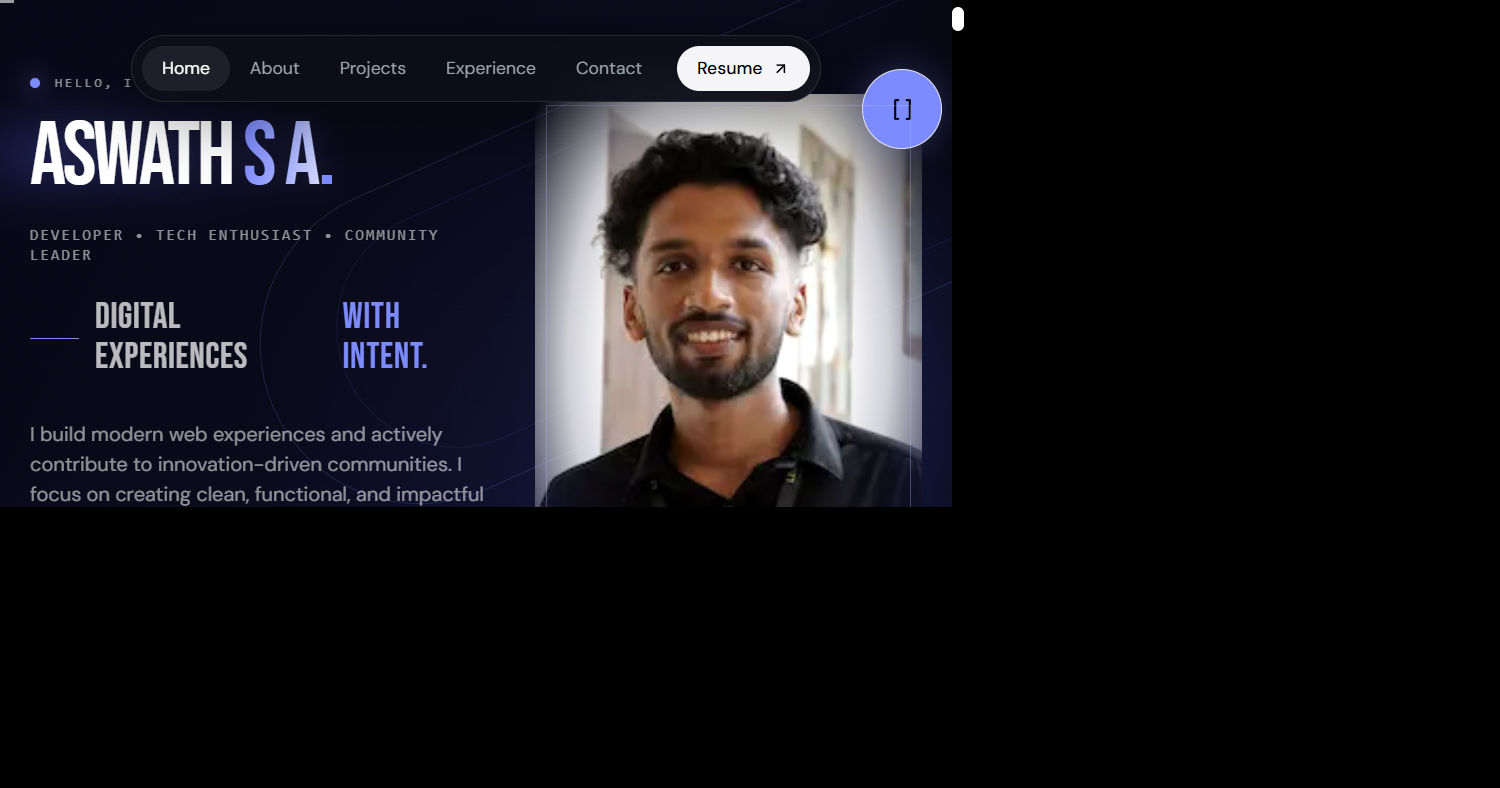 Home About Projects Experience Contact Resume
HELLO, I
[ ]
ASWATH S A.
DEVELOPER • TECH ENTHUSIAST • COMMUNITY
LEADER
DIGITAL
EXPERIENCES
WITH
INTENT.
I build modern web experiences and actively
contribute to innovation-driven communities. I
focus on creating clean, functional, and impactful